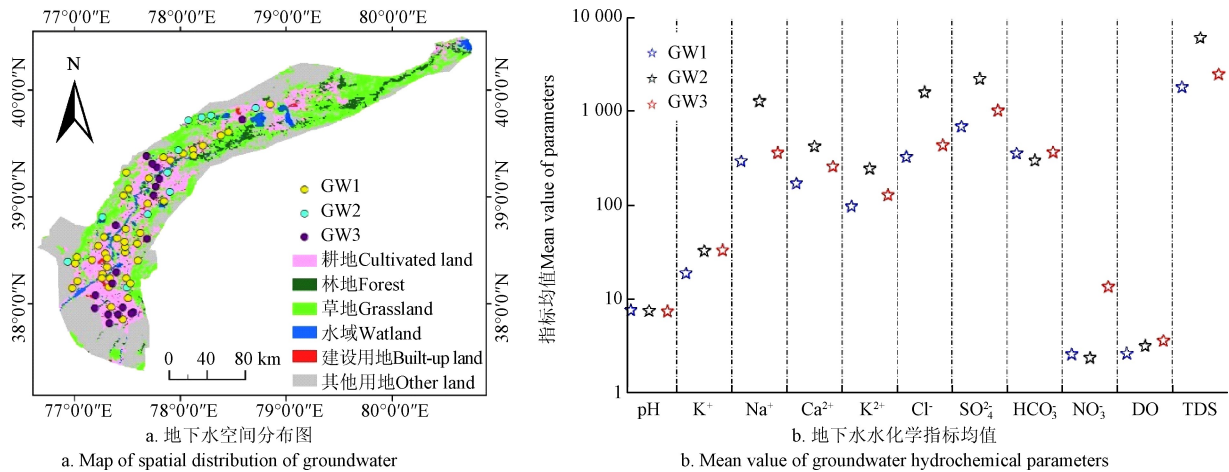 77°0′0″N 78°0′0″N 79°0′0″N 80°0′0″N
40°0′0″N
39°0′0″N
38°0′0″N
N
GW1
GW2
GW3
耕地Cultivated land
林地Forest
草地Grassland
水域Watland
建设用地Built-up land
其他用地Other land
0 40 80 km
40°0′0″N
39°0′0″N
38°0′0″N
77°0′0″N 78°0′0″N 79°0′0″N 80°0′0″N
a. 地下水空间分布图
a. Map of spatial distribution of groundwater
指标均值Mean value of parameters
10 000
1 000
100
10
1
GW1
GW2
GW3
pH K⁺ Na⁺ Ca²⁺ K²⁺ Cl⁻ SO₄²⁻ HCO₃⁻ NO₃⁻ DO TDS
b. 地下水水化学指标均值
b. Mean value of groundwater hydrochemical parameters